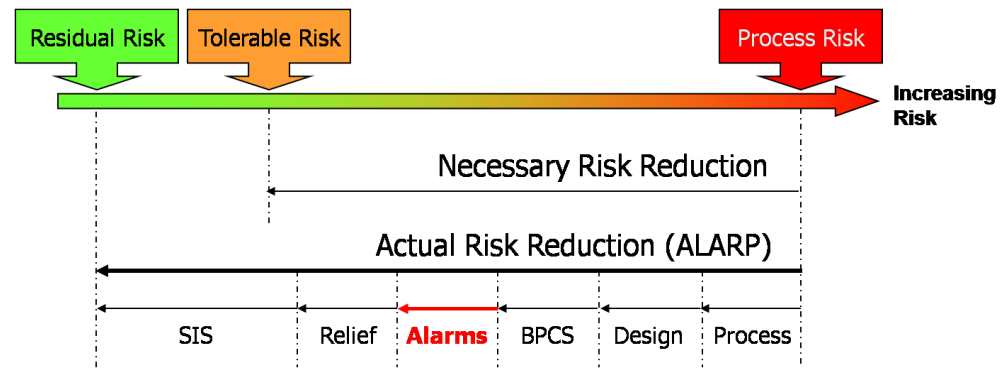 Residual Risk
Tolerable Risk
Process Risk
Increasing
Risk
Necessary Risk Reduction
Actual Risk Reduction (ALARP)
SIS
Relief
Alarms
BPCS
Design
Process